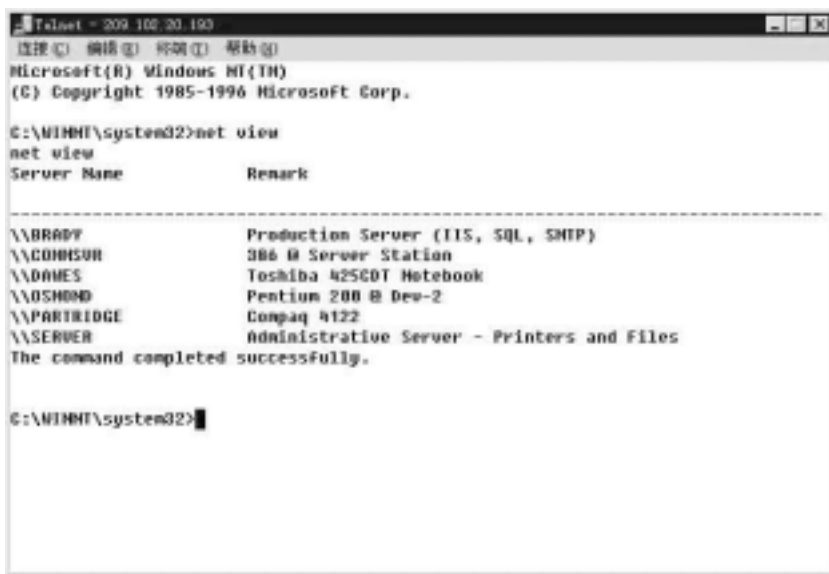 Telnet - 209.102.20.193
连接(C) 编辑(E) 终端(T) 帮助(H)
Microsoft(R) Windows NT(TM)
(C) Copyright 1985-1996 Microsoft Corp.
C:\WINNT\system32>net view
net view
Server Name Remark
-------------------------------------------------------------------------------
\\BRADY Production Server (IIS, SQL, SMTP)
\\COMMSVR 386 @ Server Station
\\DAWES Toshiba 425CDT Notebook
\\OSMOND Pentium 200 @ Dev-2
\\PARTRIDGE Compaq 4122
\\SERVER Administrative Server - Printers and Files
The command completed successfully.
C:\WINNT\system32>